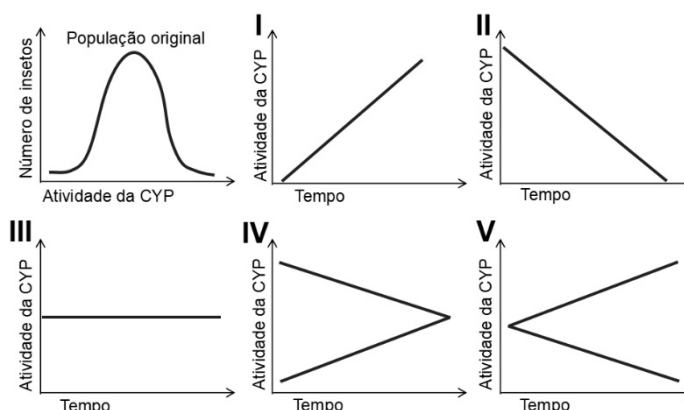 População original
Número de insetos
Atividade da CYP
I
Atividade da CYP
Tempo
II
Atividade da CYP
Tempo
III
Atividade da CYP
Tempo
IV
Atividade da CYP
Tempo
V
Atividade da CYP
Tempo